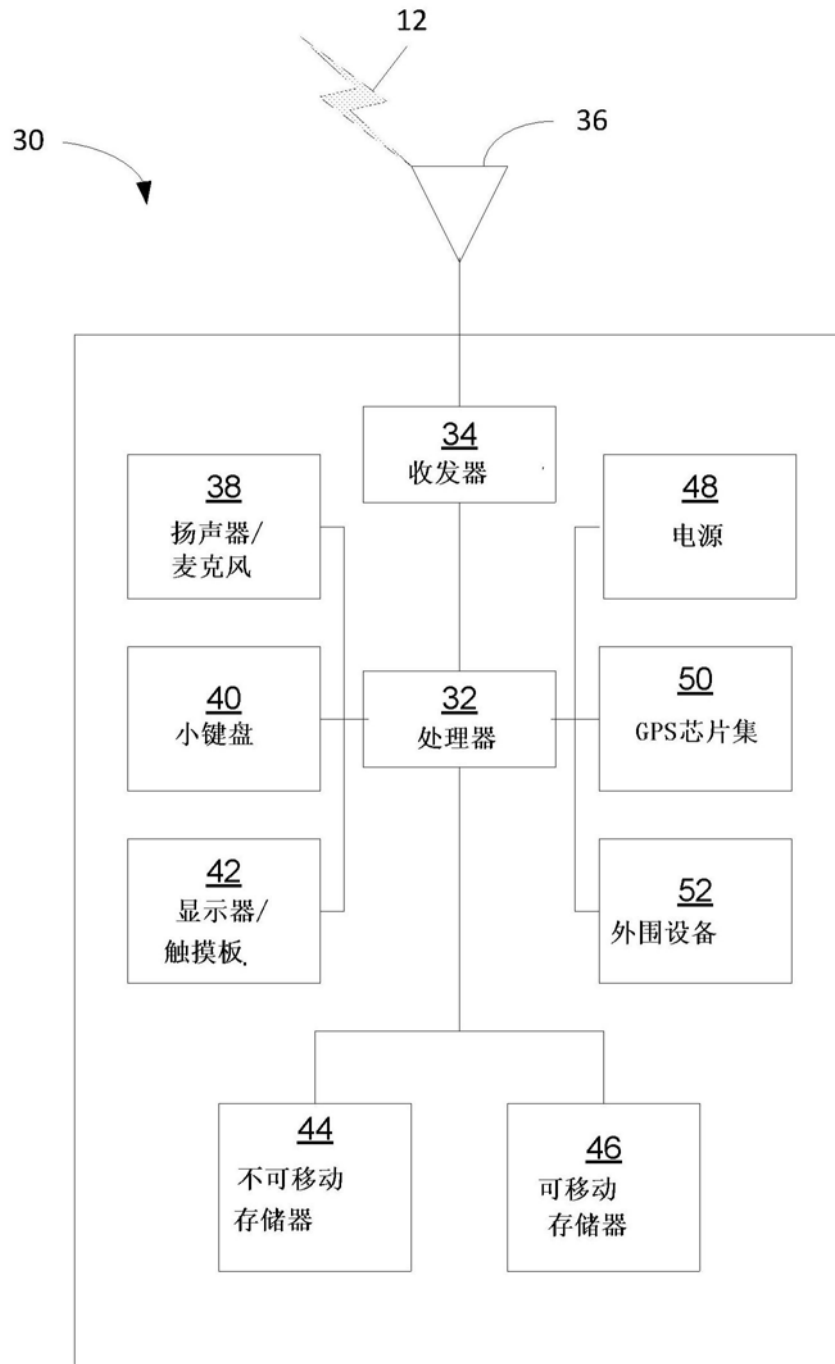 12
36
30
34
收发器
38
扬声器/
麦克风
48
电源
40
小键盘
32
处理器
50
GPS芯片集
42
显示器/
触摸板
52
外围设备
44
不可移动
存储器
46
可移动
存储器